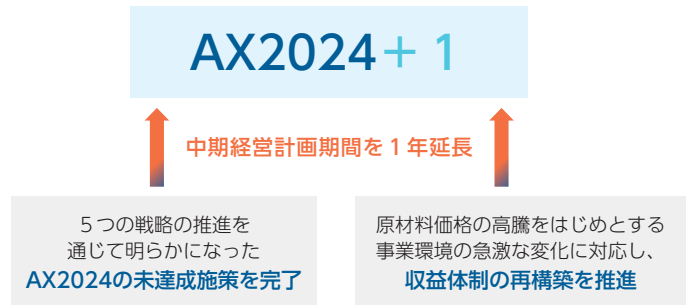 AX2024＋1
中期経営計画期間を1年延長
5つの戦略の推進を
通じて明らかになった
AX2024の未達成施策を完了
原材料価格の高騰をはじめとする
事業環境の急激な変化に対応し、
収益体制の再構築を推進